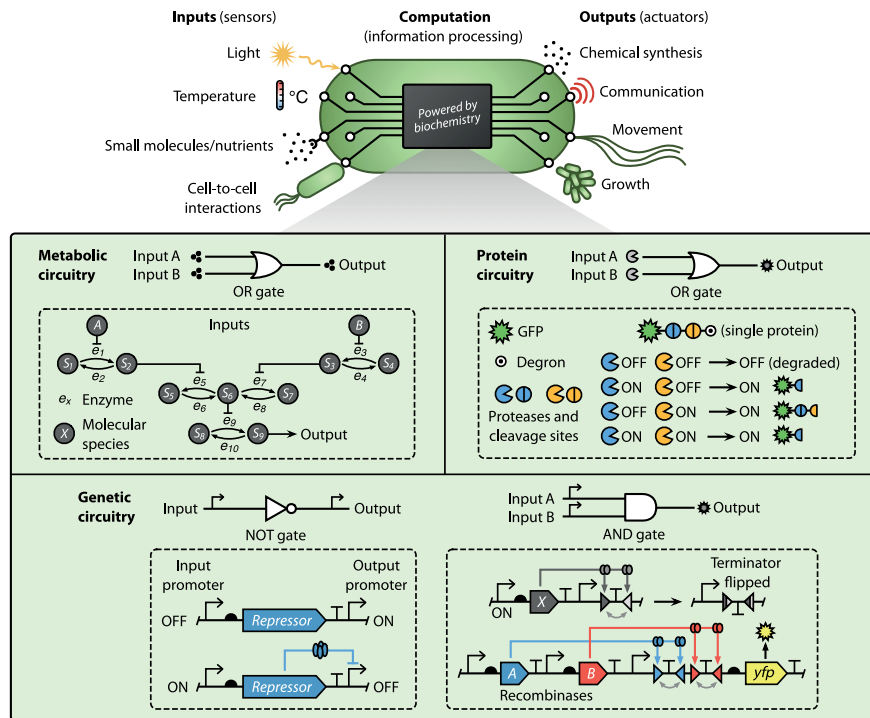 Inputs (sensors)
Computation
(information processing)
Outputs (actuators)
Light
Temperature
°C
Small molecules/nutrients
Cell-to-cell
interactions
Powered by
biochemistry
Chemical synthesis
Communication
Movement
Growth
Metabolic
circuitry
Input A
Input B
Output
OR gate
Inputs
A
B
e1
e2
e3
e4
S1
S2
S3
S4
e5
e6
e7
e8
S5
S6
S7
e9
e10
S8
S9
Output
ex Enzyme
X Molecular
species
Protein
circuitry
Input A
Input B
Output
OR gate
GFP
(single protein)
Degron
Proteases and
cleavage sites
OFF OFF OFF (degraded)
ON OFF ON
OFF ON ON
ON ON ON
Genetic
circuitry
Input
Output
NOT gate
Input
promoter
Output
promoter
OFF
Repressor
ON
ON
Repressor
OFF
Input A
Input B
Output
AND gate
ON
X
Terminator
flipped
A
B
yfp
Recombinases